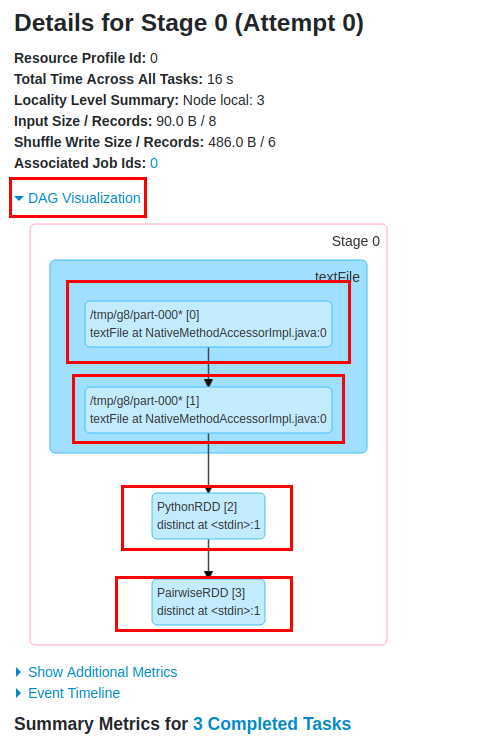 Details for Stage 0 (Attempt 0)
Resource Profile Id: 0
Total Time Across All Tasks: 16 s
Locality Level Summary: Node local: 3
Input Size / Records: 90.0 B / 8
Shuffle Write Size / Records: 486.0 B / 6
Associated Job Ids: 0
DAG Visualization
Stage 0
textFile
/tmp/g8/part-000* [0]
textFile at NativeMethodAccessorImpl.java:0
/tmp/g8/part-000* [1]
textFile at NativeMethodAccessorImpl.java:0
PythonRDD [2]
distinct at <stdin>:1
PairwiseRDD [3]
distinct at <stdin>:1
Show Additional Metrics
Event Timeline
Summary Metrics for 3 Completed Tasks